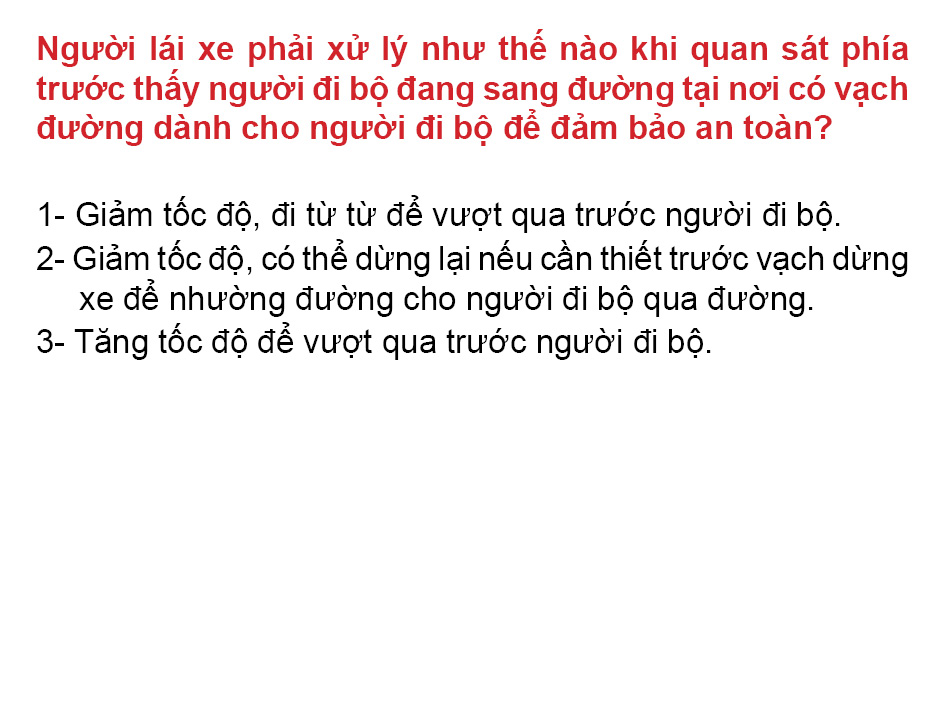 Người lái xe phải xử lý như thế nào khi quan sát phía
trước thấy người đi bộ đang sang đường tại nơi có vạch
đường dành cho người đi bộ để đảm bảo an toàn?
1- Giảm tốc độ, đi từ từ để vượt qua trước người đi bộ.
2- Giảm tốc độ, có thể dừng lại nếu cần thiết trước vạch dừng
xe để nhường đường cho người đi bộ qua đường.
3- Tăng tốc độ để vượt qua trước người đi bộ.